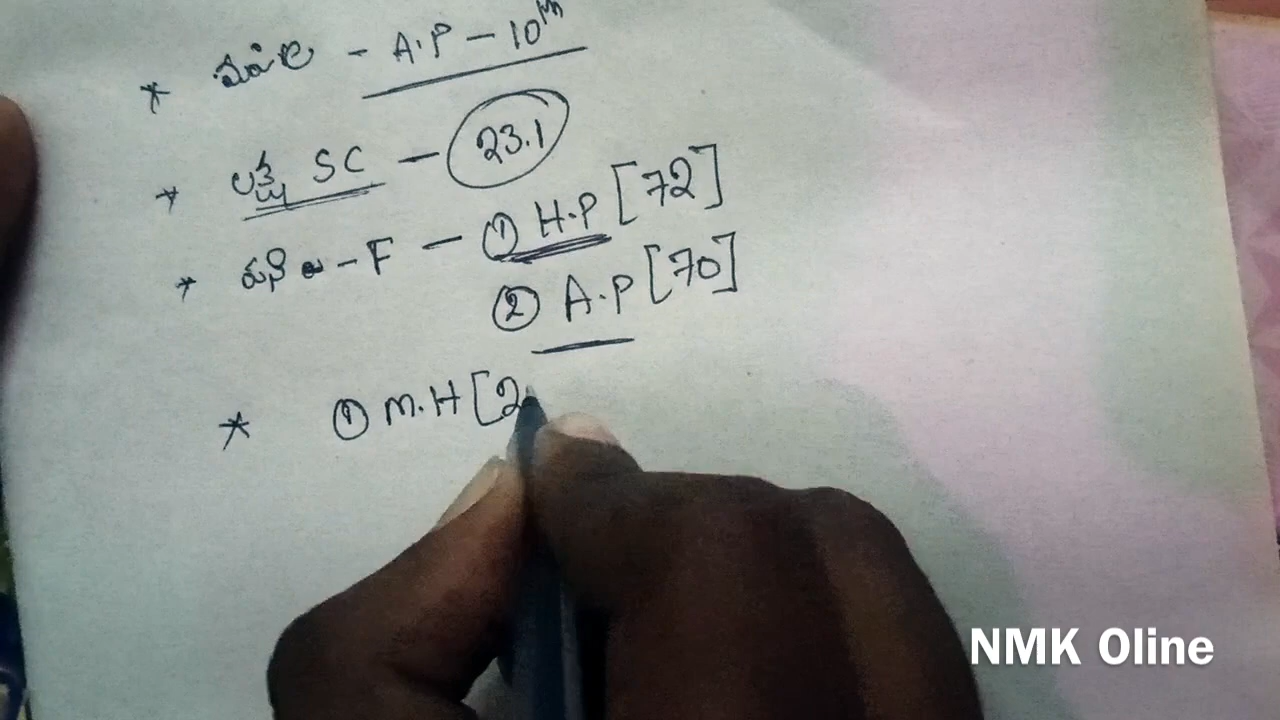 * - A.P - 10th
* SC - 23.1
* - F - ① H.P [72]
② A.P [70]
* ① M.H [2
NMK Oline